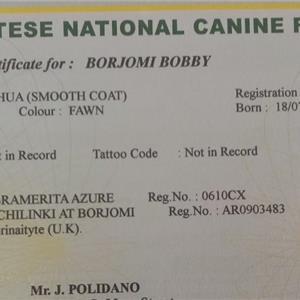 TESE NATIONAL CANINE F
tificate for : BORJOMI BOBBY
HUA (SMOOTH COAT) Registration
Colour : FAWN Born : 18/0
t in Record Tattoo Code : Not in Record
RAMERITA AZURE Reg.No. : 0610CX
CHILINKI AT BORJOMI Reg.No. : AR0903483
rinaityte (U.K).
Mr. J. POLIDANO